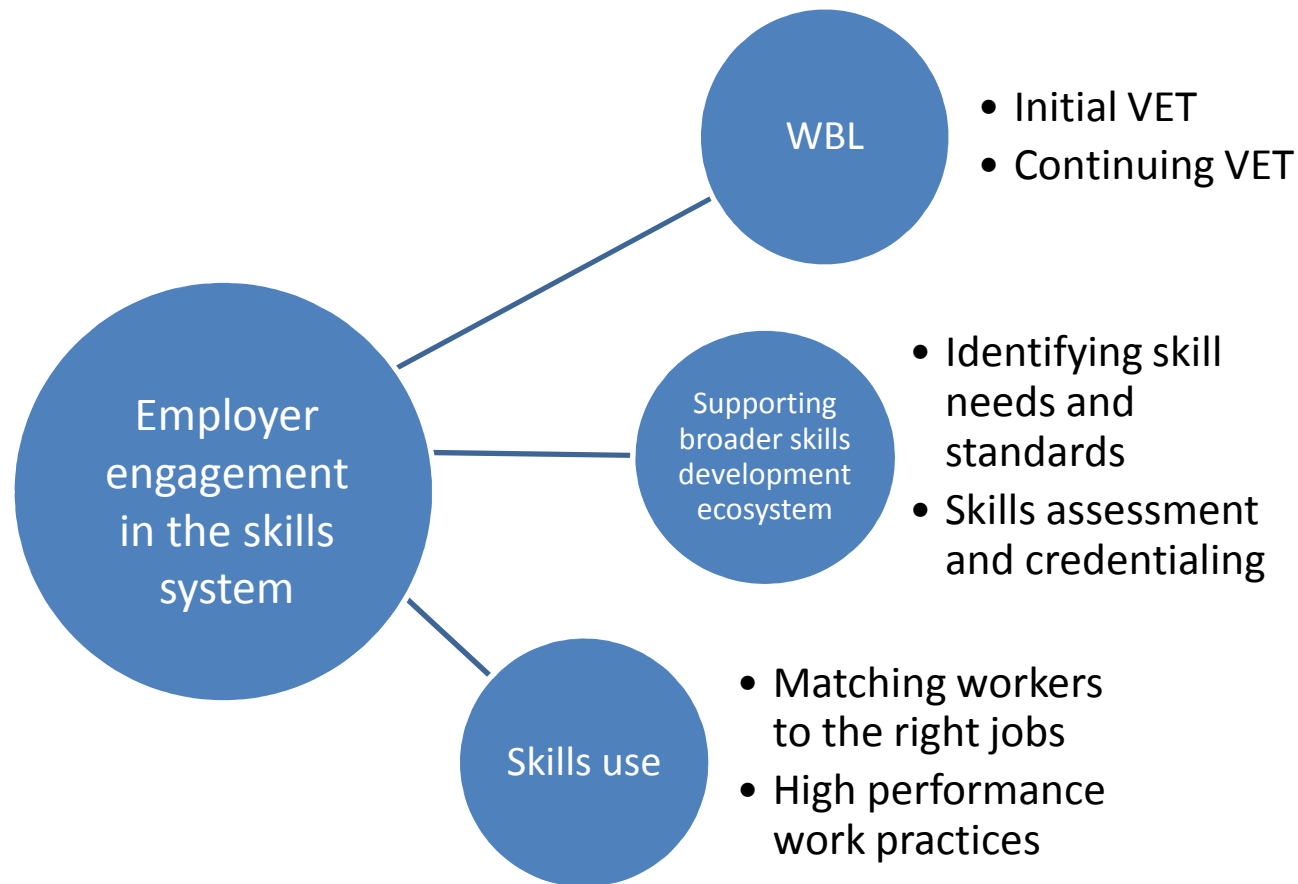 Employer
engagement
in the skills
system
WBL
• Initial VET
• Continuing VET
Supporting
broader skills
development
ecosystem
• Identifying skill
needs and
standards
• Skills assessment
and credentialing
Skills use
• Matching workers
to the right jobs
• High performance
work practices